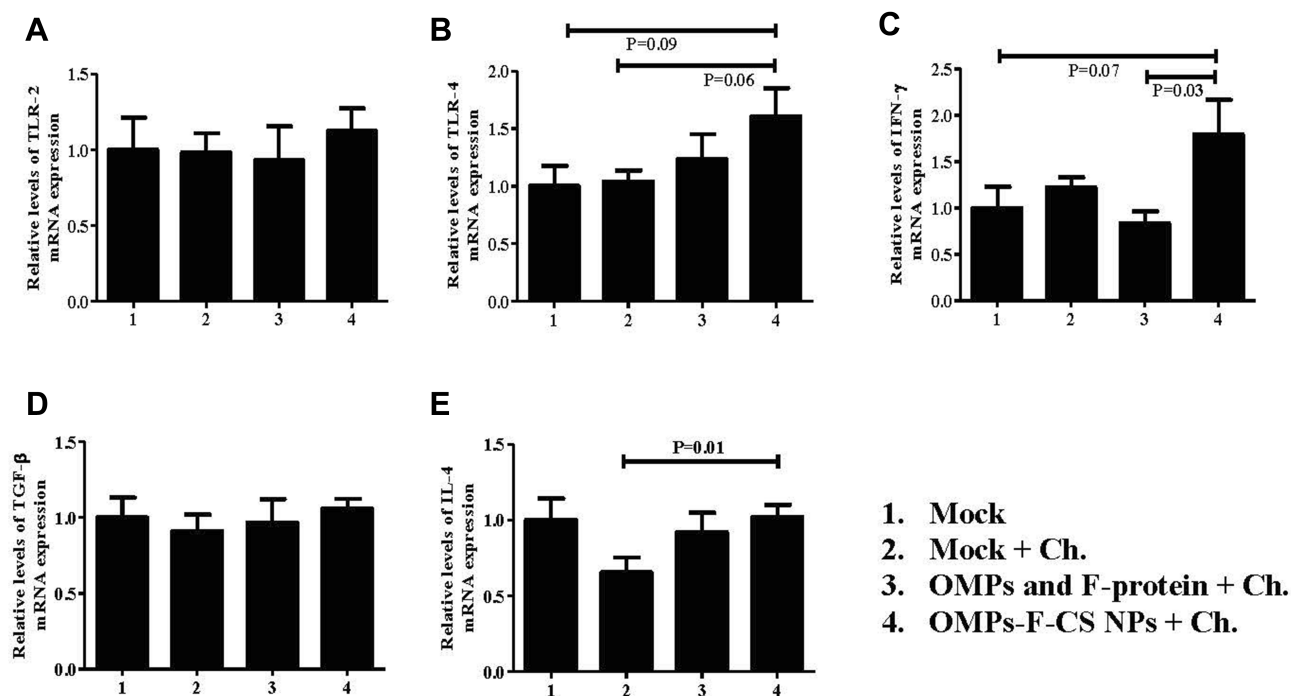 A
Relative levels of TLR-2
mRNA expression
1.5
1.0
0.5
0.0
1 2 3 4
B
P=0.09
P=0.06
Relative levels of TLR-4
mRNA expression
2.0
1.5
1.0
0.5
0.0
1 2 3 4
C
P=0.07
P=0.03
Relative levels of IFN-γ
mRNA expression
2.5
2.0
1.5
1.0
0.5
0.0
1 2 3 4
D
Relative levels of TGF-β
mRNA expression
1.5
1.0
0.5
0.0
1 2 3 4
E
P=0.01
Relative levels of IL-4
mRNA expression
1.5
1.0
0.5
0.0
1 2 3 4
1. Mock
2. Mock + Ch.
3. OMPs and F-protein + Ch.
4. OMPs-F-CS NPs + Ch.